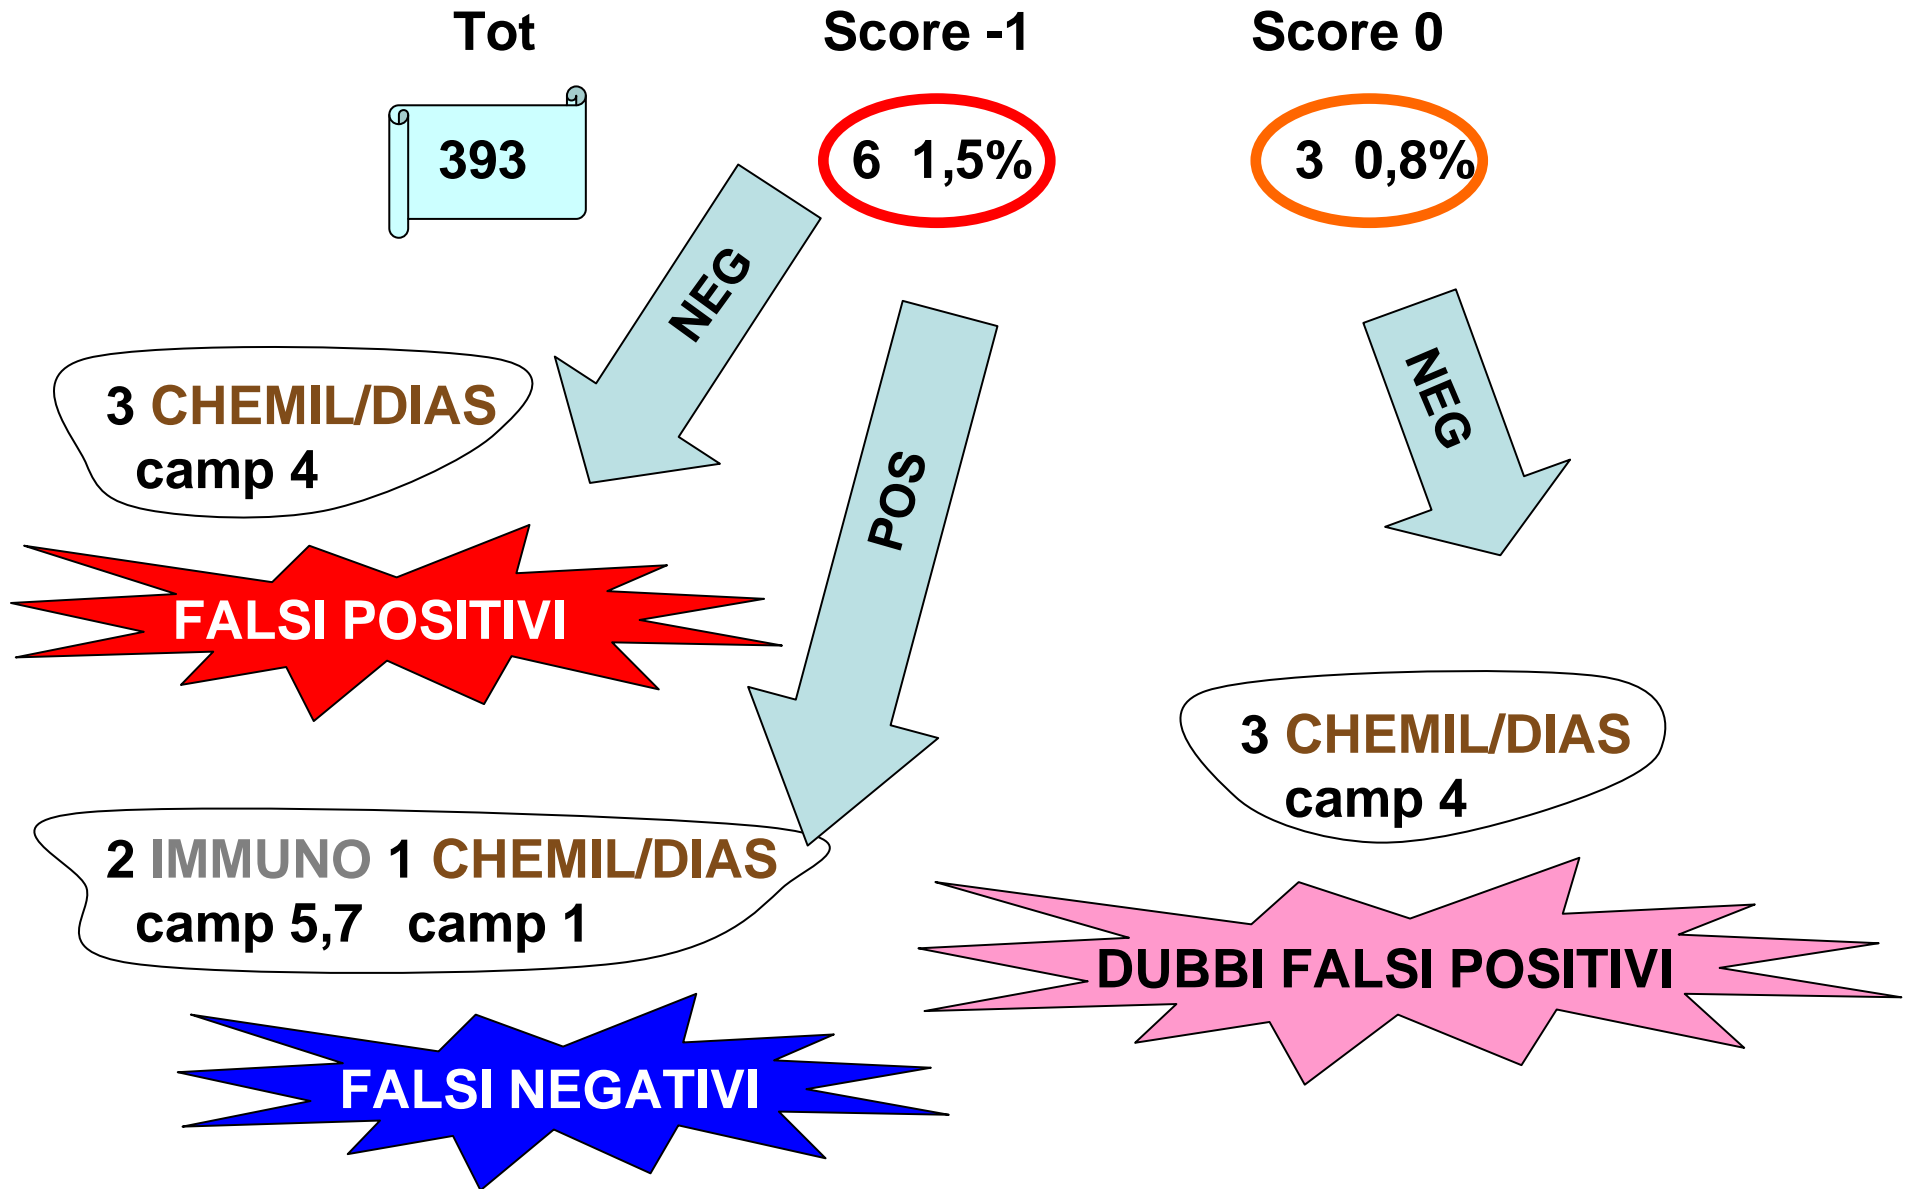 Tot Score -1 Score 0
393 6 1,5% 3 0,8%
NEG
POS
NEG
3 CHEMIL/DIAS
camp 4
FALSI POSITIVI
2 IMMUNO 1 CHEMIL/DIAS
camp 5,7 camp 1
FALSI NEGATIVI
3 CHEMIL/DIAS
camp 4
DUBBI FALSI POSITIVI